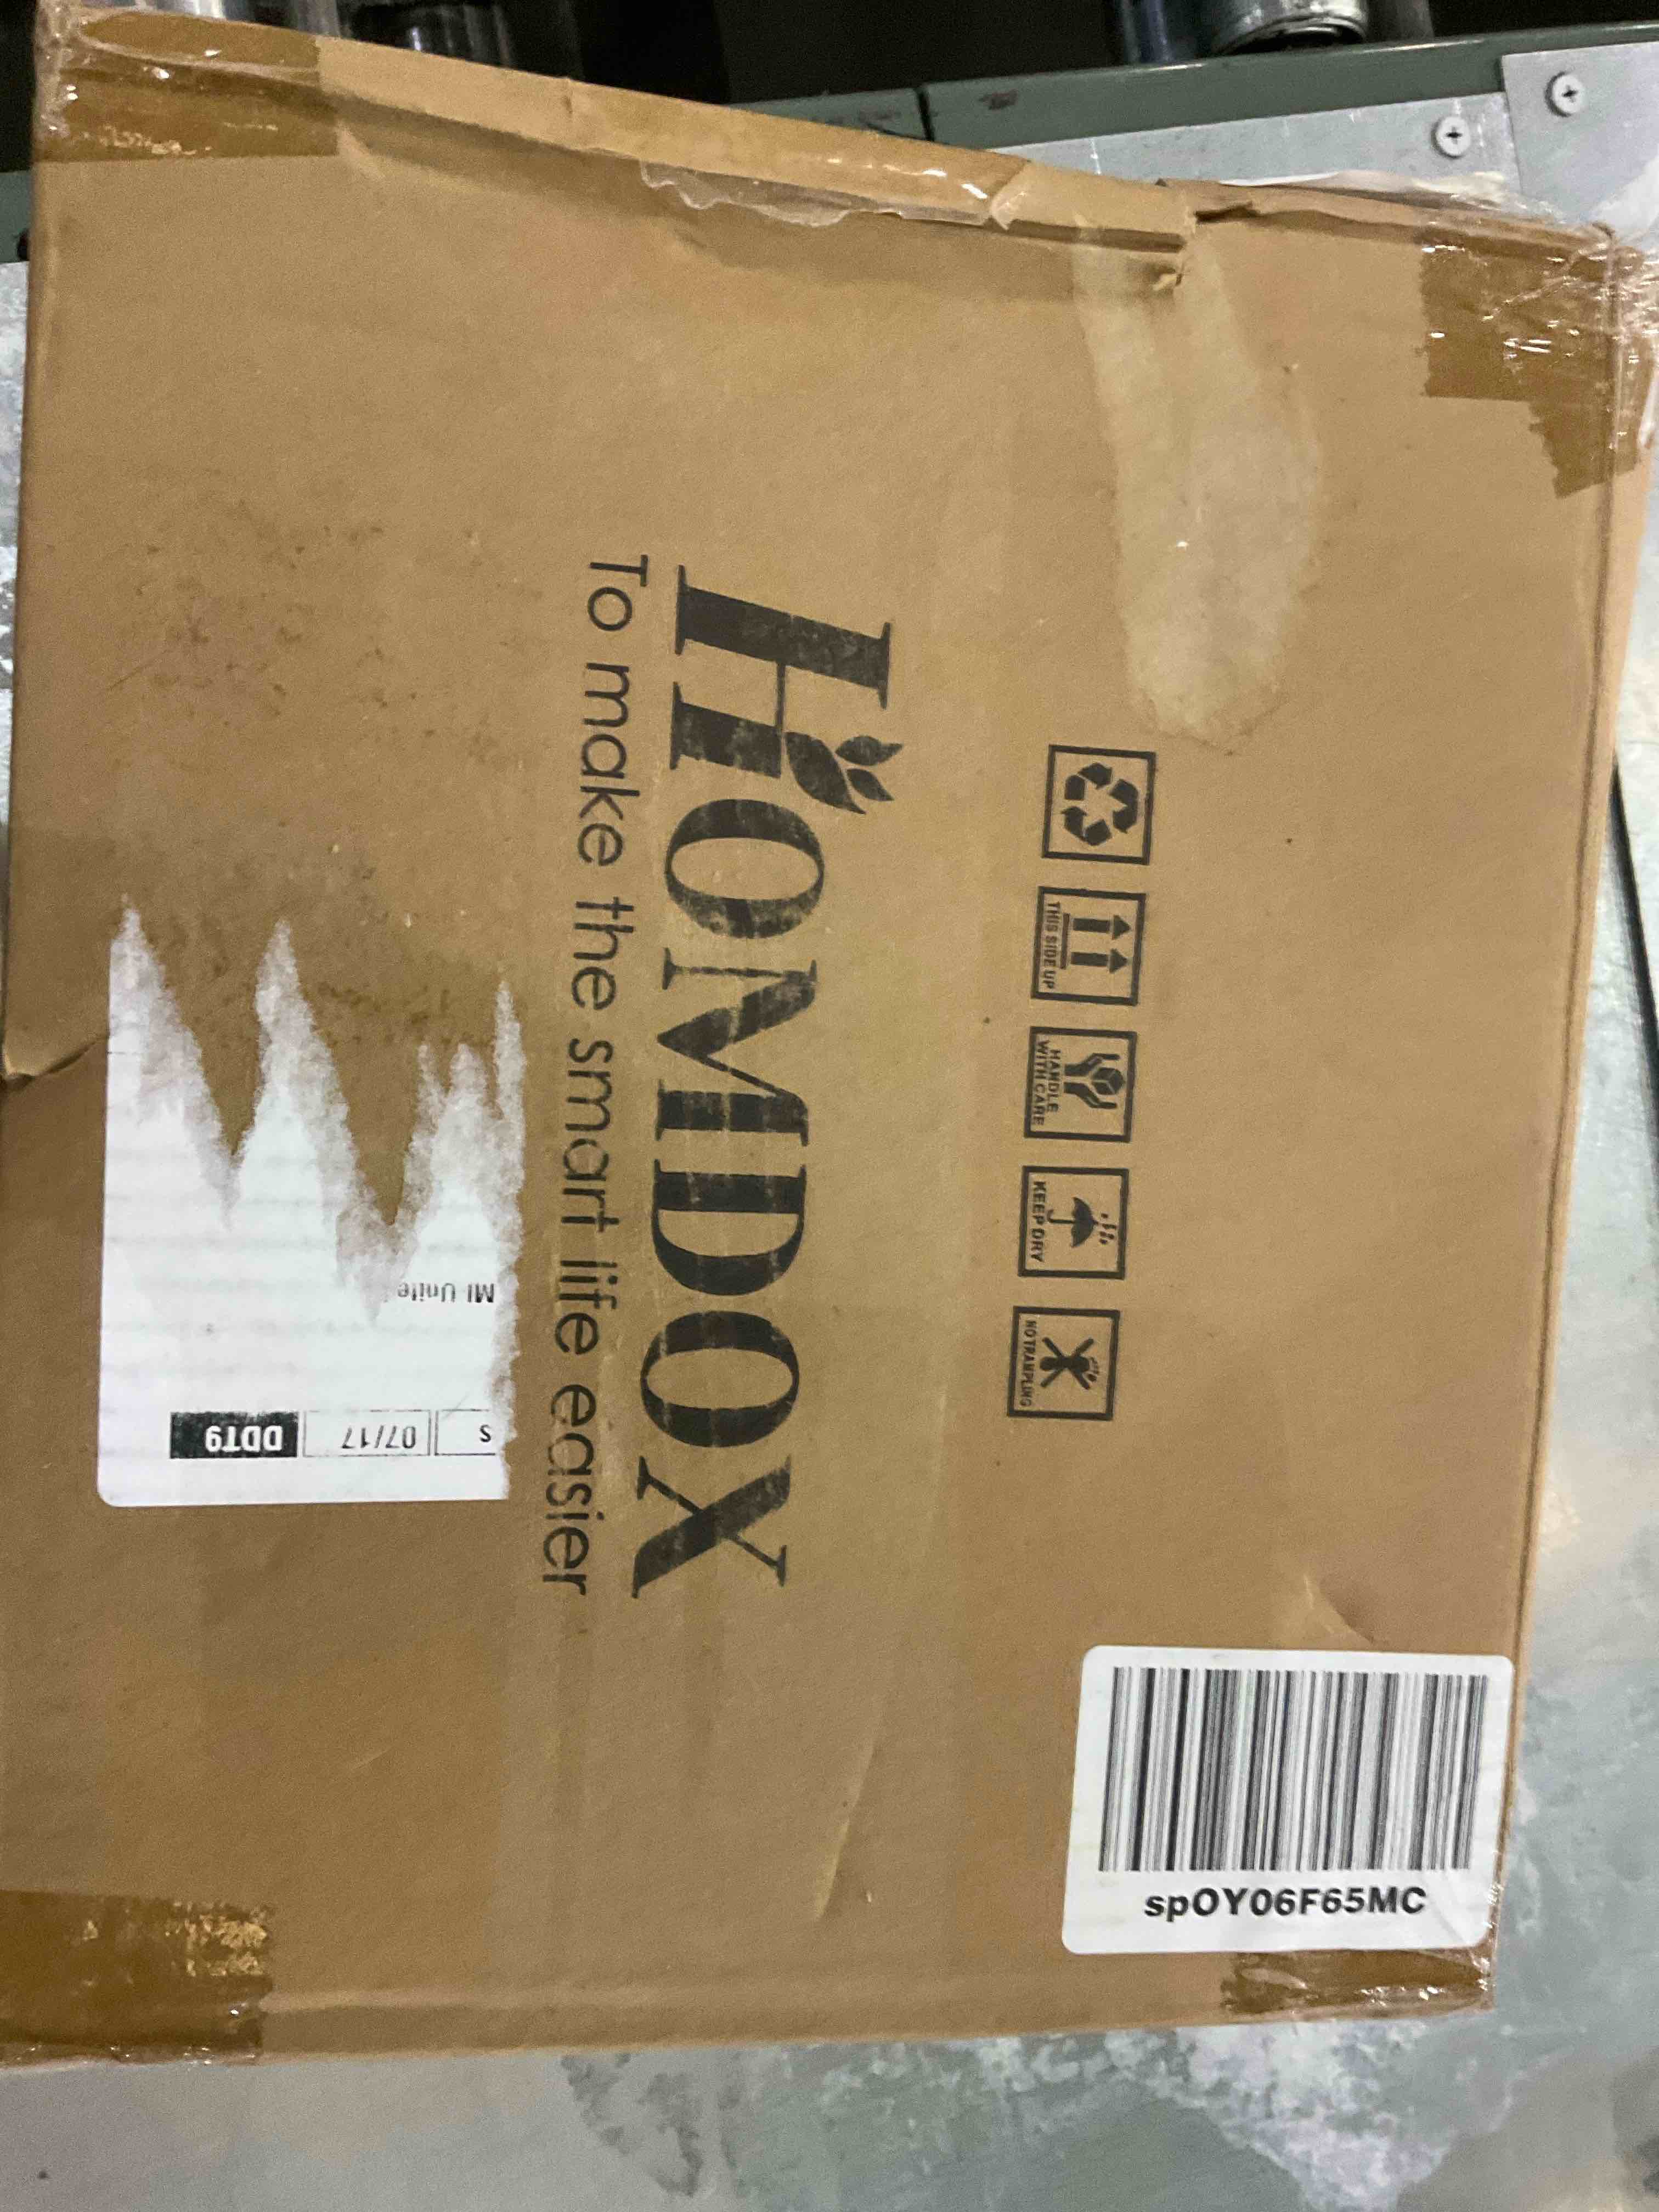 THIS SIDE UP
HANDLE
WITH CARE
KEEP DRY
NO TRAMPLING
HOMDOX
To make the smart life easier
MI Unite
S
07/17
DDT9
spOY06F65MC